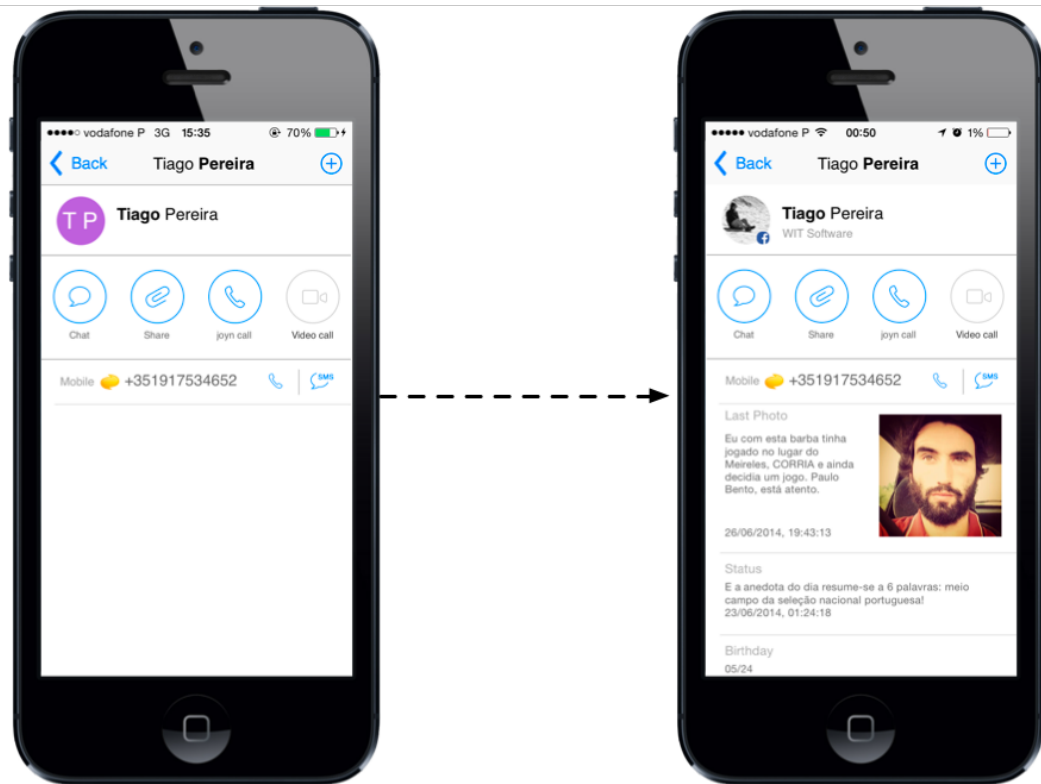 vodafone P 3G 15:35 70%
Back Tiago Pereira
T P
Tiago Pereira
Chat Share joyn call Video call
Mobile +351917534652 SMS
vodafone P 00:50 1%
Back Tiago Pereira
Tiago Pereira
WIT Software
Chat Share joyn call Video call
Mobile +351917534652 SMS
Last Photo
Eu com esta barba tinha
jogado no lugar do
Meireles, CORRIA e ainda
decidia um jogo. Paulo
Bento, está atento.
26/06/2014, 19:43:13
Status
E a anedota do dia resume-se a 6 palavras: meio
campo da seleção nacional portuguesa!
23/06/2014, 01:24:18
Birthday
05/24